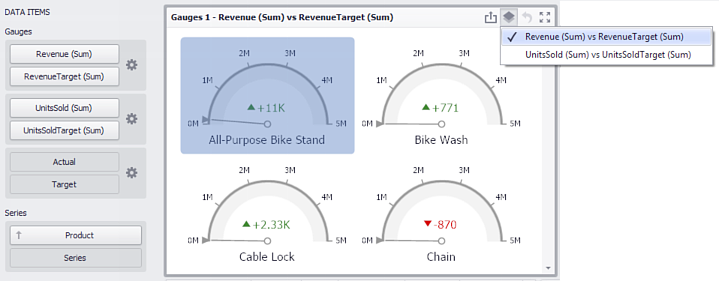 DATA ITEMS
Gauges
Revenue (Sum)
RevenueTarget (Sum)
UnitsSold (Sum)
UnitsSoldTarget (Sum)
Actual
Target
Series
Product
Series
Gauges 1 - Revenue (Sum) vs RevenueTarget (Sum)
Revenue (Sum) vs RevenueTarget (Sum)
UnitsSold (Sum) vs UnitsSoldTarget (Sum)
0M 1M 2M 3M 4M 5M
+11K
All-Purpose Bike Stand
0M 1M 2M 3M 4M 5M
+771
Bike Wash
0M 1M 2M 3M 4M 5M
+2.33K
Cable Lock
0M 1M 2M 3M 4M 5M
-870
Chain